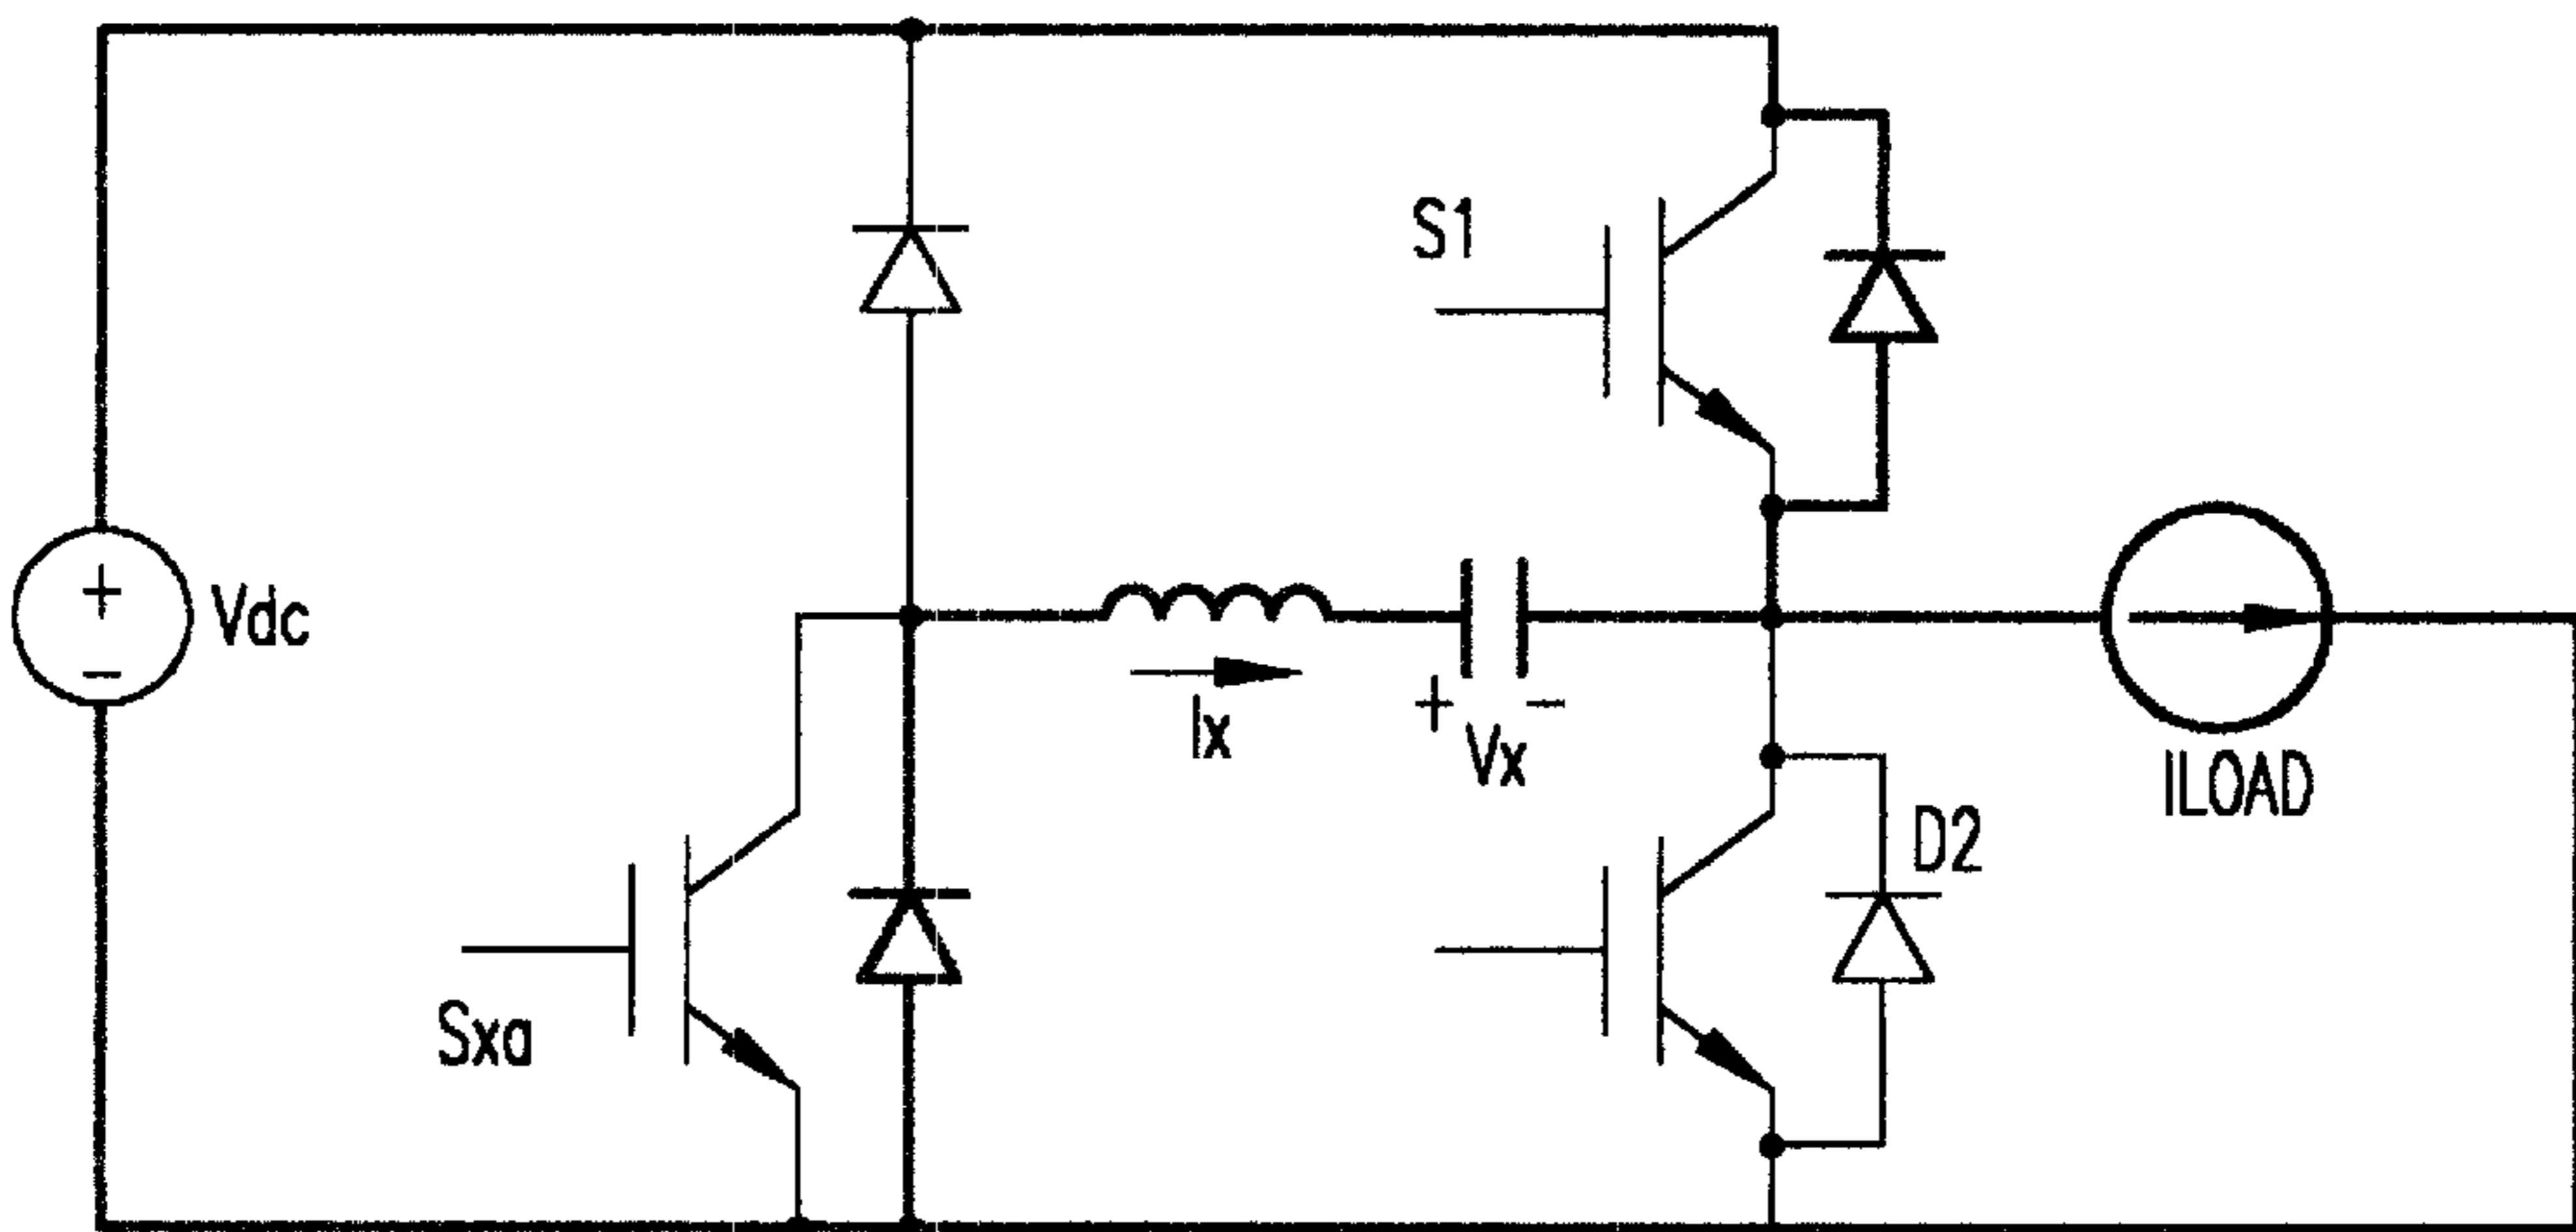 S1
+
-
Vdc
Ix
+ -
Vx
ILOAD
D2
Sxa